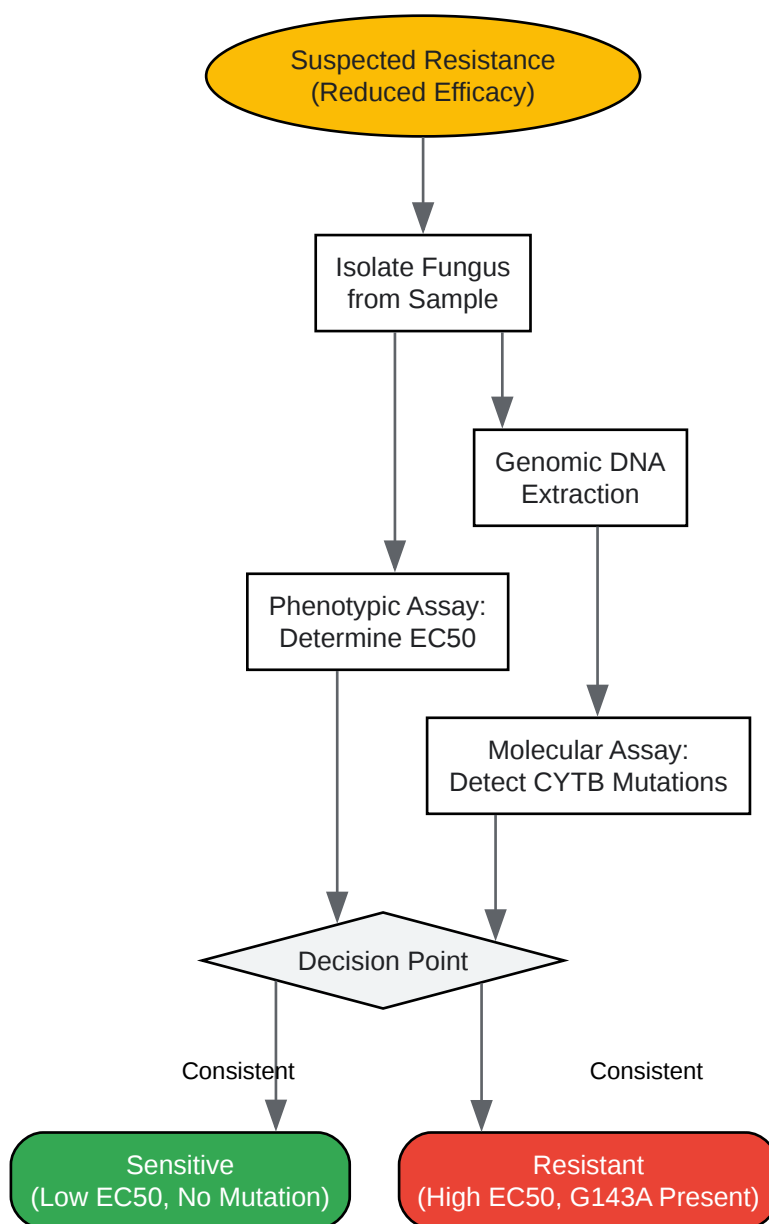 Suspected Resistance
(Reduced Efficacy)
Isolate Fungus
from Sample
Genomic DNA
Extraction
Phenotypic Assay:
Determine EC50
Molecular Assay:
Detect CYTB Mutations
Decision Point
Consistent
Consistent
Sensitive
(Low EC50, No Mutation)
Resistant
(High EC50, G143A Present)